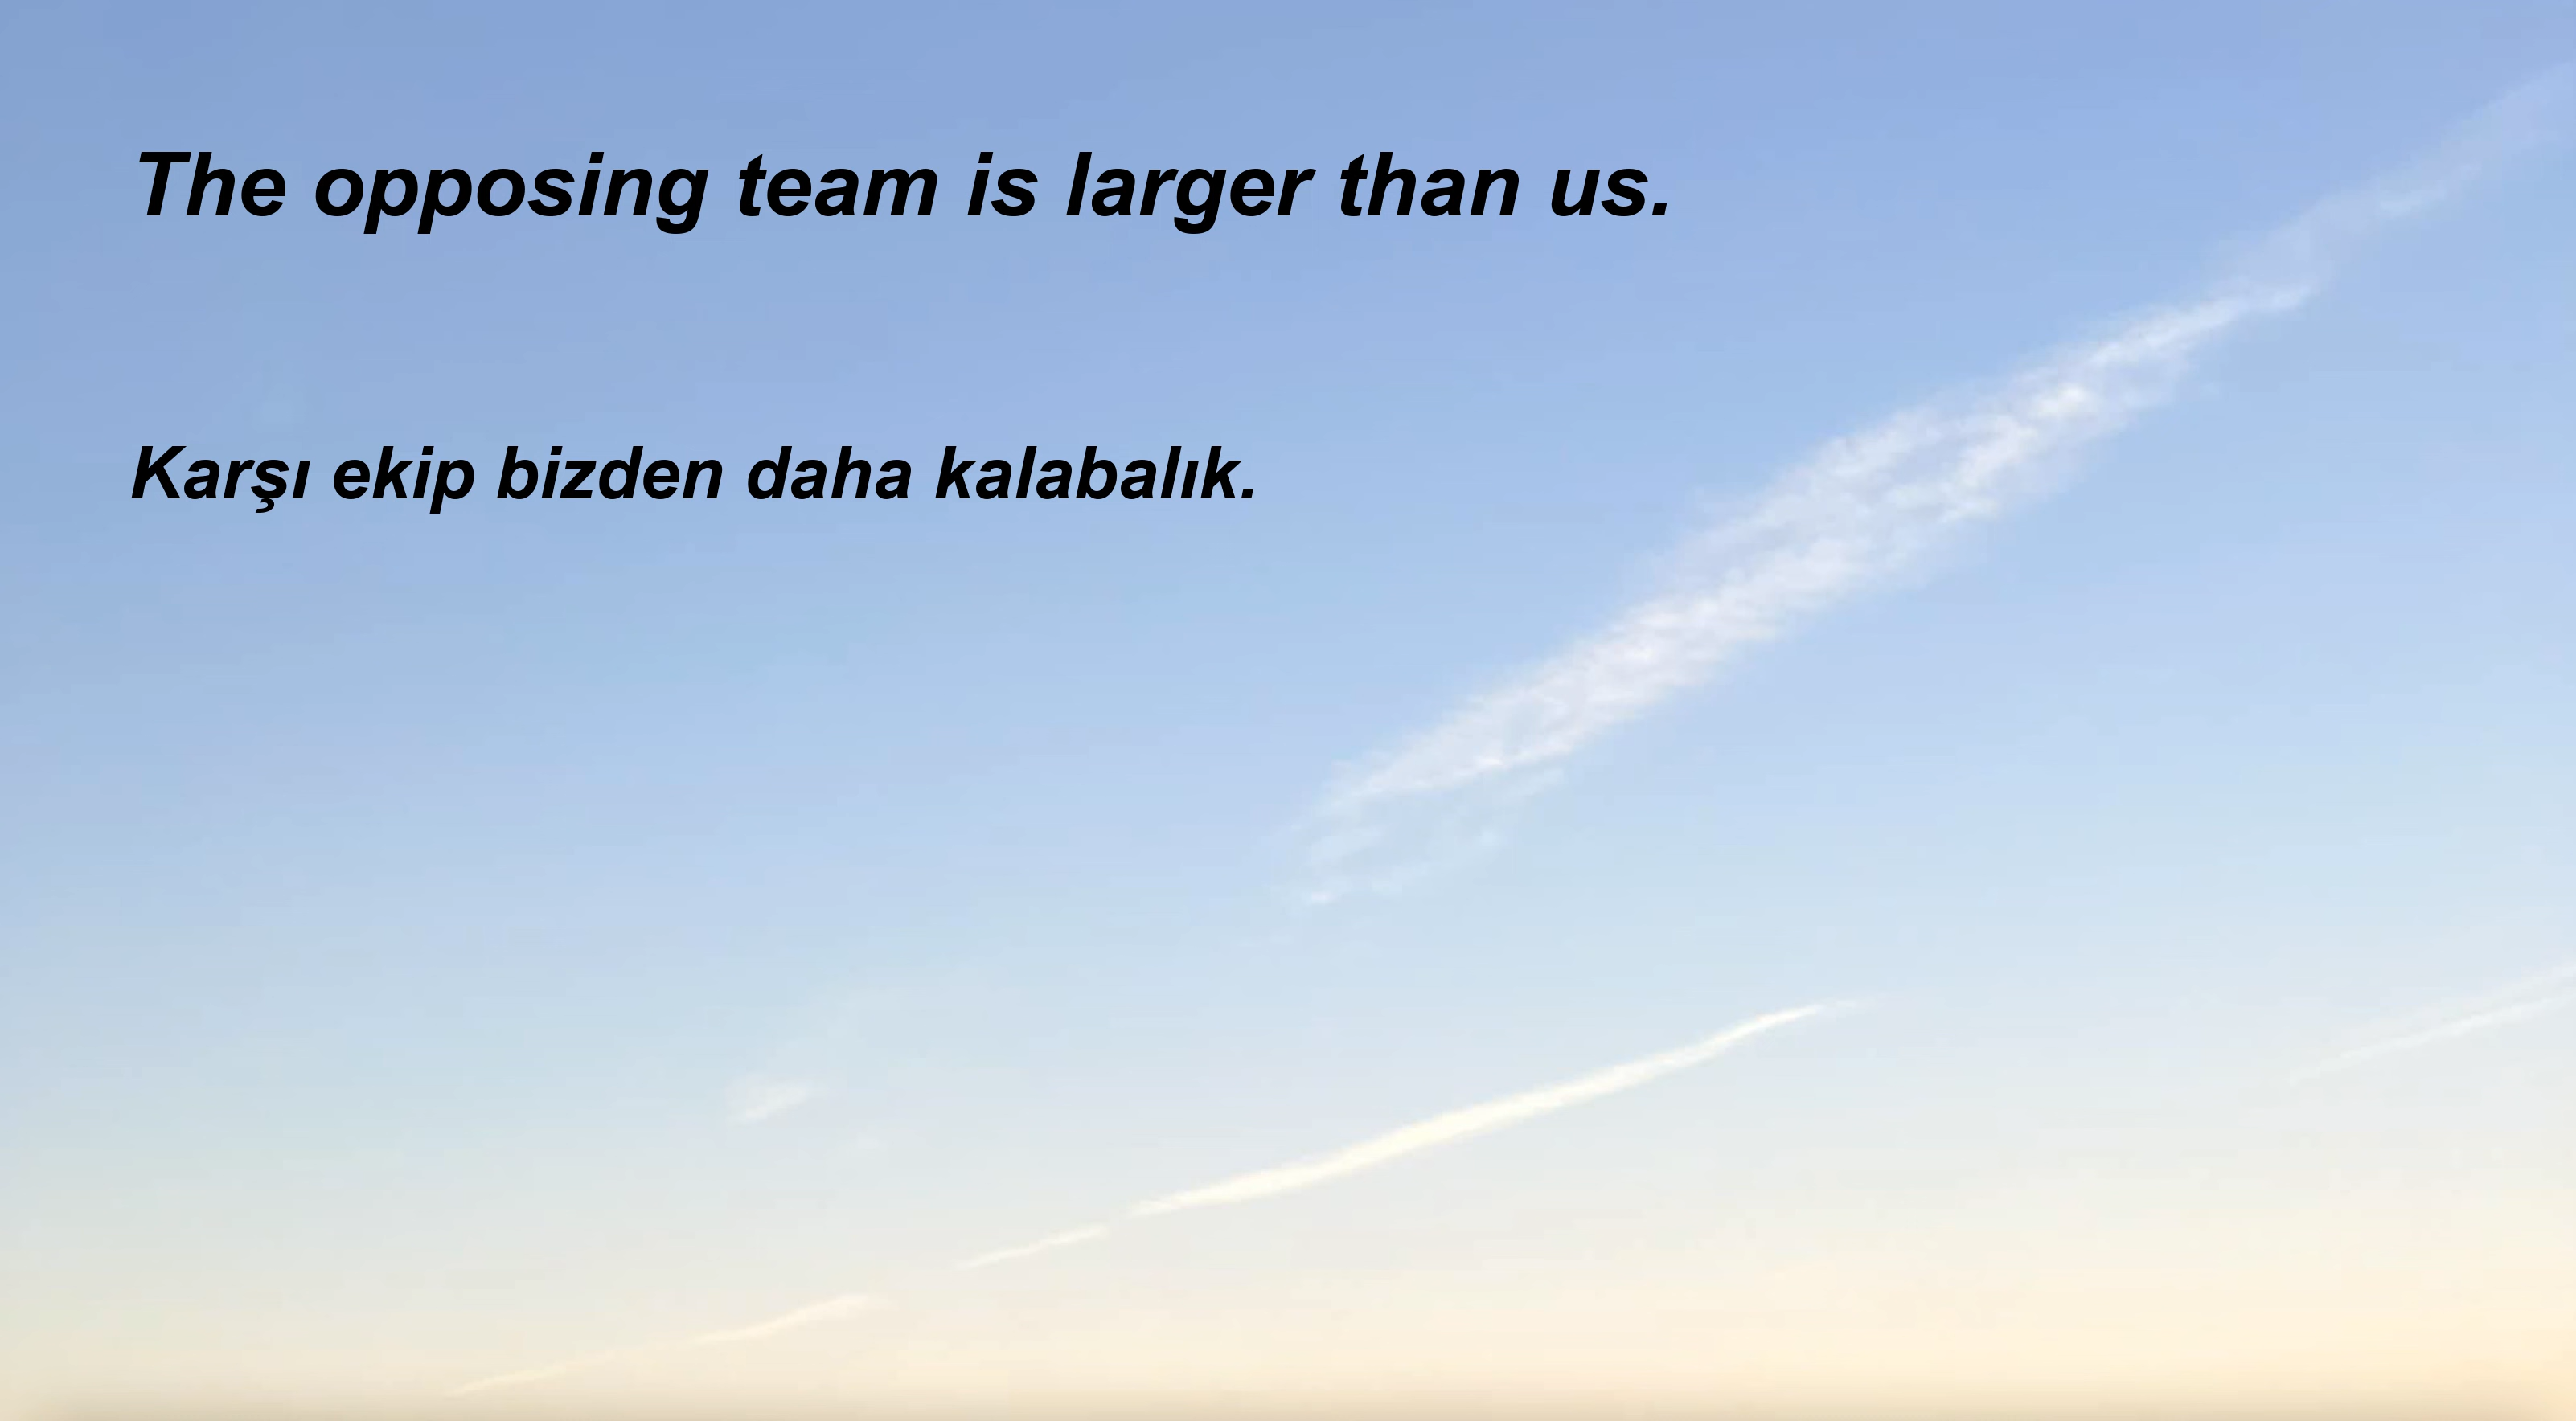 The opposing team is larger than us.
Karşı ekip bizden daha kalabalık.